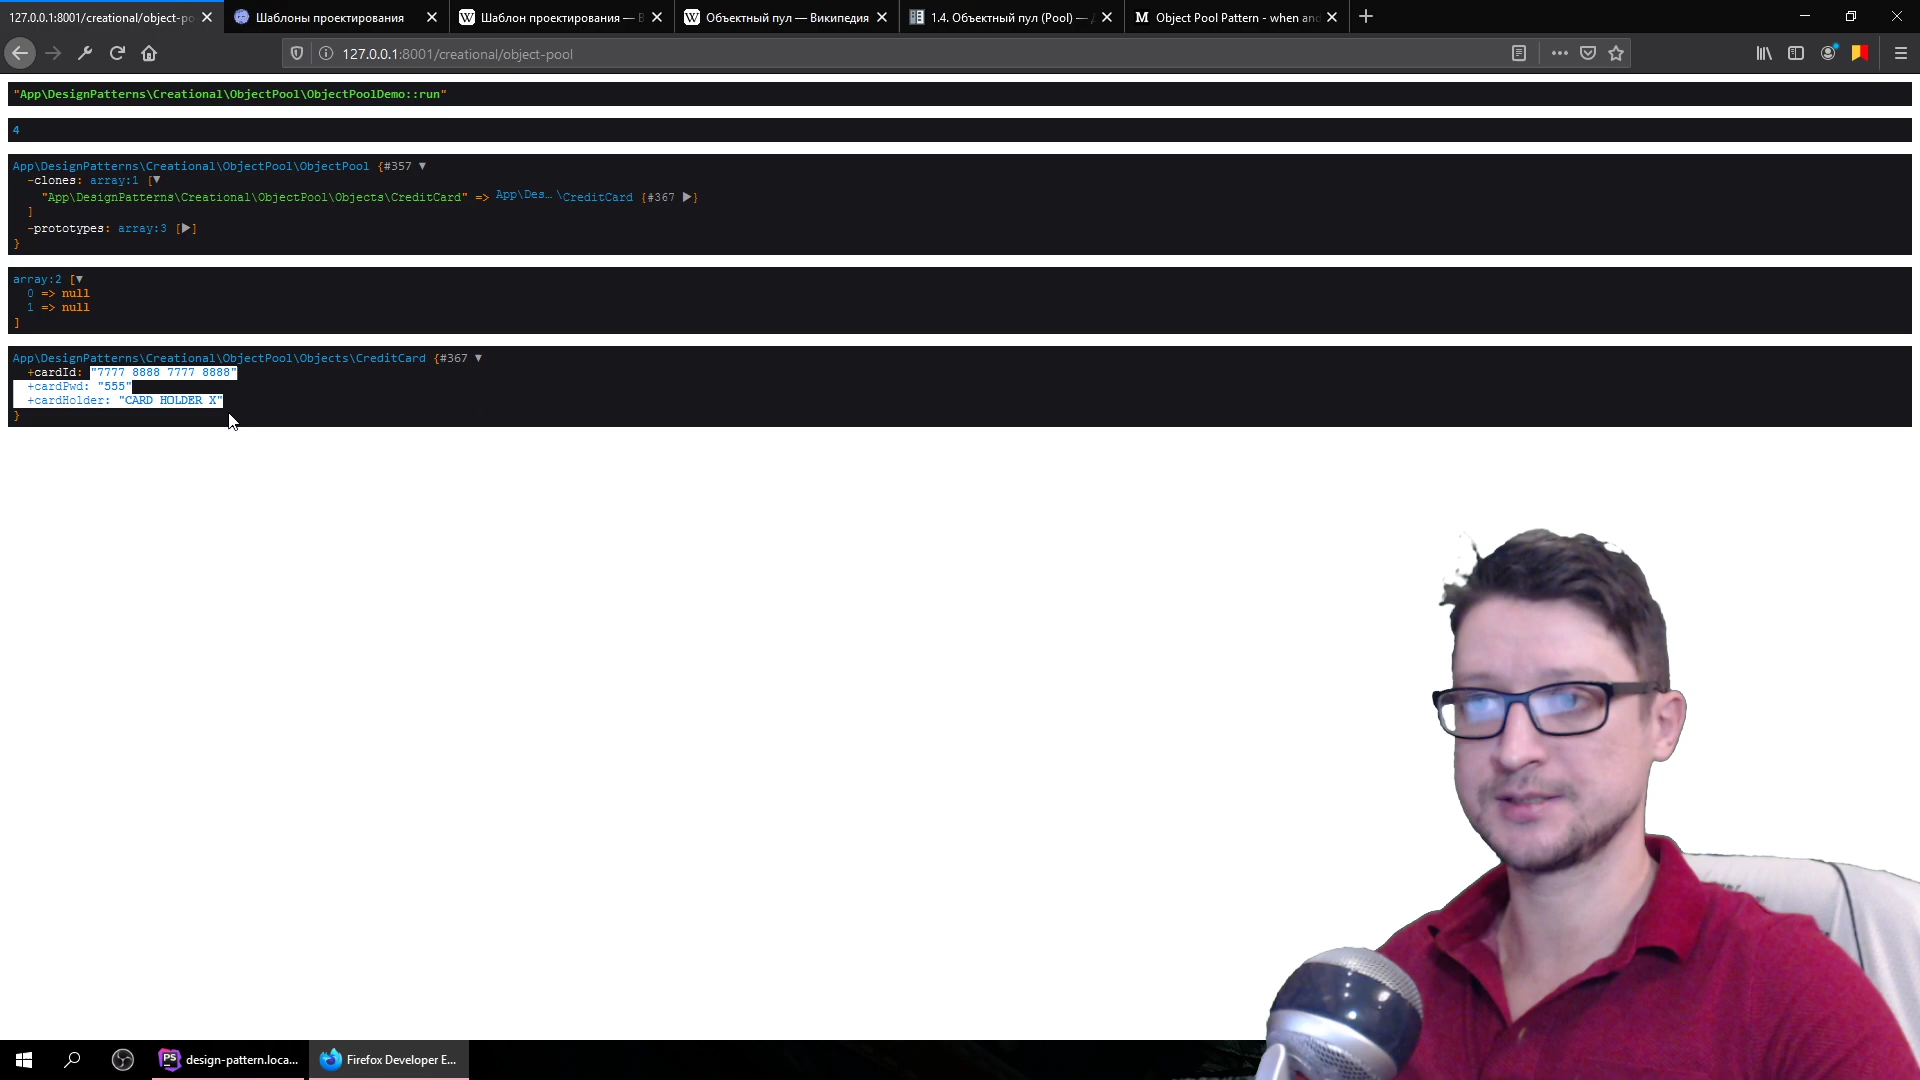 127.0.0.1:8001/creational/object-po
Шаблоны проектирования
Шаблон проектирования — В
Объектный пул — Википедия
1.4. Объектный пул (Pool) —
Object Pool Pattern - when and
127.0.0.1:8001/creational/object-pool
"App\DesignPatterns\Creational\ObjectPool\ObjectPoolDemo::run"
4
App\DesignPatterns\Creational\ObjectPool\ObjectPool {#357 ▼
-clones: array:1 [▼
"App\DesignPatterns\Creational\ObjectPool\Objects\CreditCard" => App\Des…\CreditCard {#367 ▶}
]
-prototypes: array:3 [▶]
}
array:2 [▼
0 => null
1 => null
]
App\DesignPatterns\Creational\ObjectPool\Objects\CreditCard {#367 ▼
+cardId: "7777 8888 7777 8888"
+cardPwd: "555"
+cardHolder: "CARD HOLDER X"
}
design-pattern.loca...
Firefox Developer E...